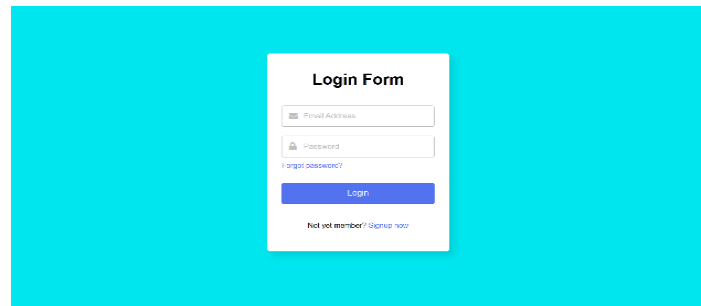 Login Form
Email Address
Password
Forgot password?
Login
Not yet member? Signup now